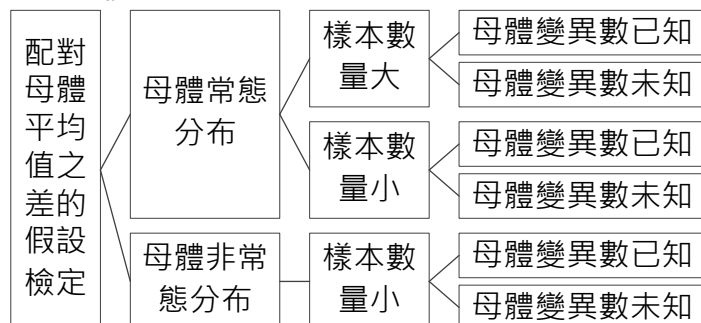 配對
母體
平均
值之
差的
假設
檢定
母體常態
分布
樣本數
量大
母體變異數已知
母體變異數未知
樣本數
量小
母體變異數已知
母體變異數未知
母體非常
態分布
樣本數
量小
母體變異數已知
母體變異數未知